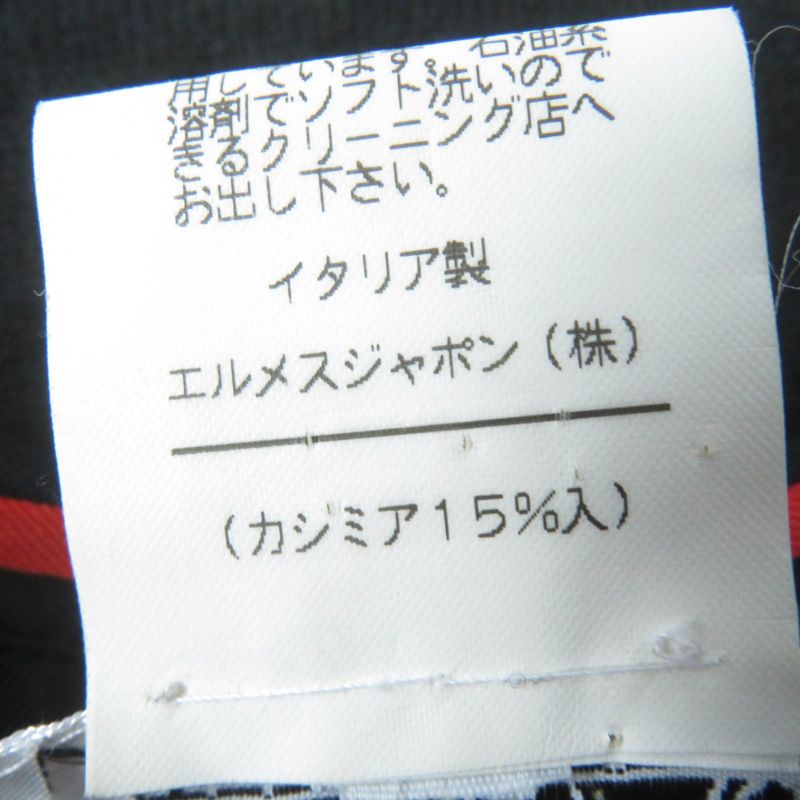 用しています。石油系
溶剤でソフト洗いので
きるクリーニング店へ
お出し下さい。
イタリア製
エルメスジャポン（株）
（カシミア１５％入）